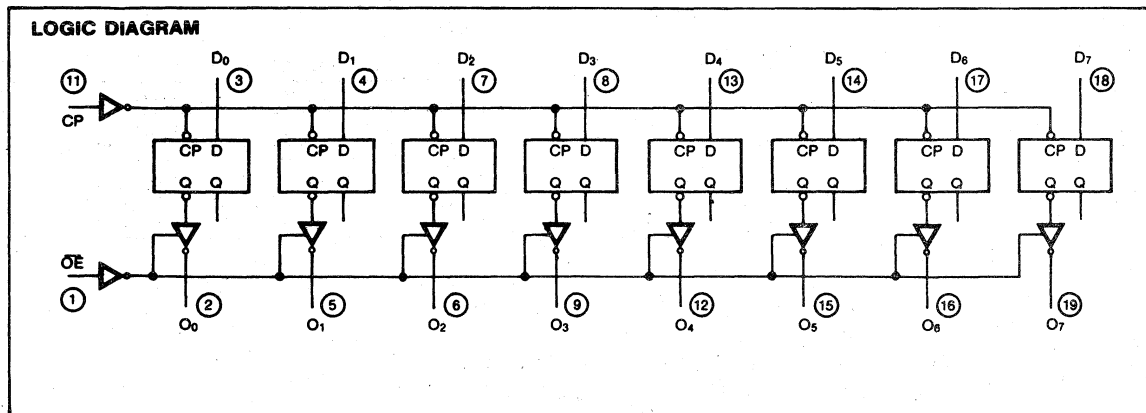 LOGIC DIAGRAM
D0 D1 D2 D3 D4 D5 D6 D7
11 3 4 7 8 13 14 17 18
CP
CP D CP D CP D CP D CP D CP D CP D CP D
Q Q Q Q Q Q Q Q Q Q Q Q Q Q Q Q
OE
1 2 5 6 9 12 15 16 19
O0 O1 O2 O3 O4 O5 O6 O7